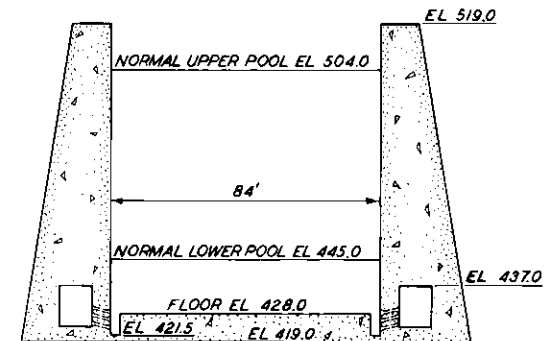 EL 519.0
NORMAL UPPER POOL EL 504.0
84'
NORMAL LOWER POOL EL 445.0
EL 437.0
FLOOR EL 428.0
EL 421.5
EL 419.0